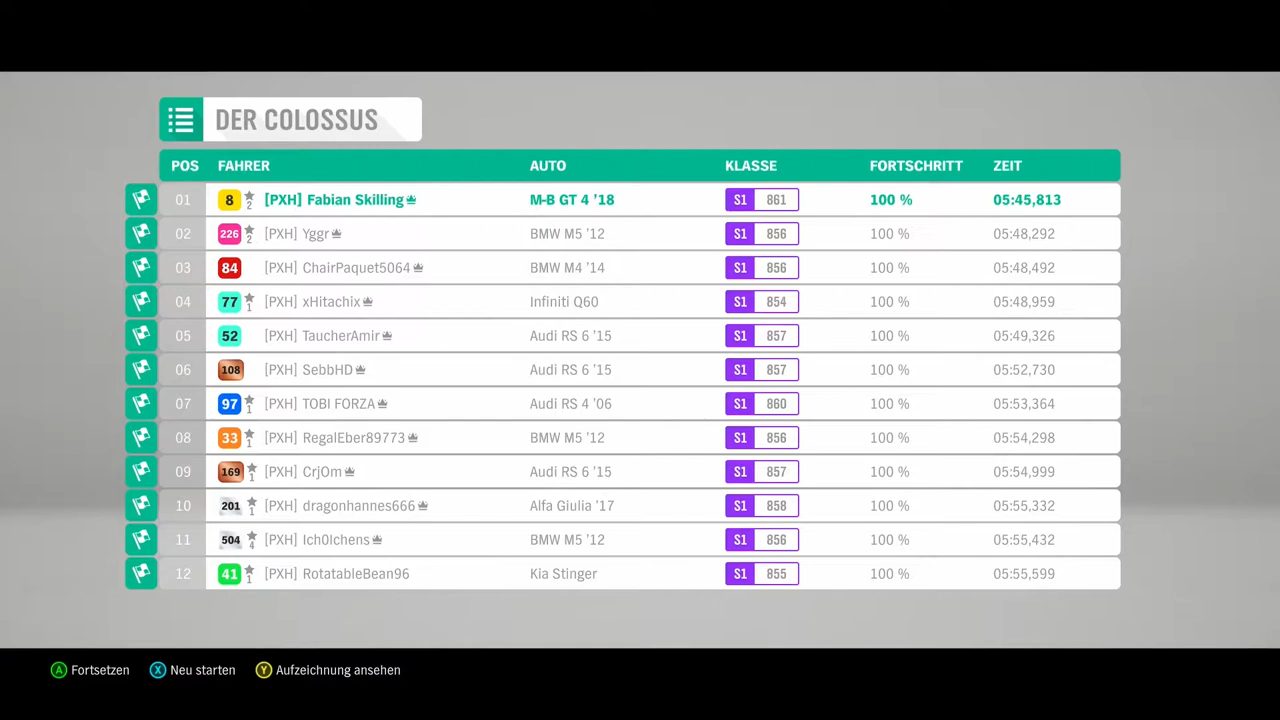 DER COLOSSUS
POS FAHRER AUTO KLASSE FORTSCHRITT ZEIT
01 8 2 [PXH] Fabian Skilling M-B GT 4 '18 S1 861 100 % 05:45,813
02 226 2 [PXH] Yggr BMW M5 '12 S1 856 100 % 05:48,292
03 84 [PXH] ChairPaquet5064 BMW M4 '14 S1 856 100 % 05:48,492
04 77 1 [PXH] xHitachix Infiniti Q60 S1 854 100 % 05:48,959
05 52 [PXH] TaucherAmir Audi RS 6 '15 S1 857 100 % 05:49,326
06 108 [PXH] SebbHD Audi RS 6 '15 S1 857 100 % 05:52,730
07 97 1 [PXH] TOBI FORZA Audi RS 4 '06 S1 860 100 % 05:53,364
08 33 1 [PXH] RegalEber89773 BMW M5 '12 S1 856 100 % 05:54,298
09 169 1 [PXH] CrjOm Audi RS 6 '15 S1 857 100 % 05:54,999
10 201 1 [PXH] dragonhannes666 Alfa Giulia '17 S1 858 100 % 05:55,332
11 504 4 [PXH] Ich0Ichens BMW M5 '12 S1 856 100 % 05:55,432
12 41 1 [PXH] RotatableBean96 Kia Stinger S1 855 100 % 05:55,599
A Fortsetzen X Neu starten Y Aufzeichnung ansehen